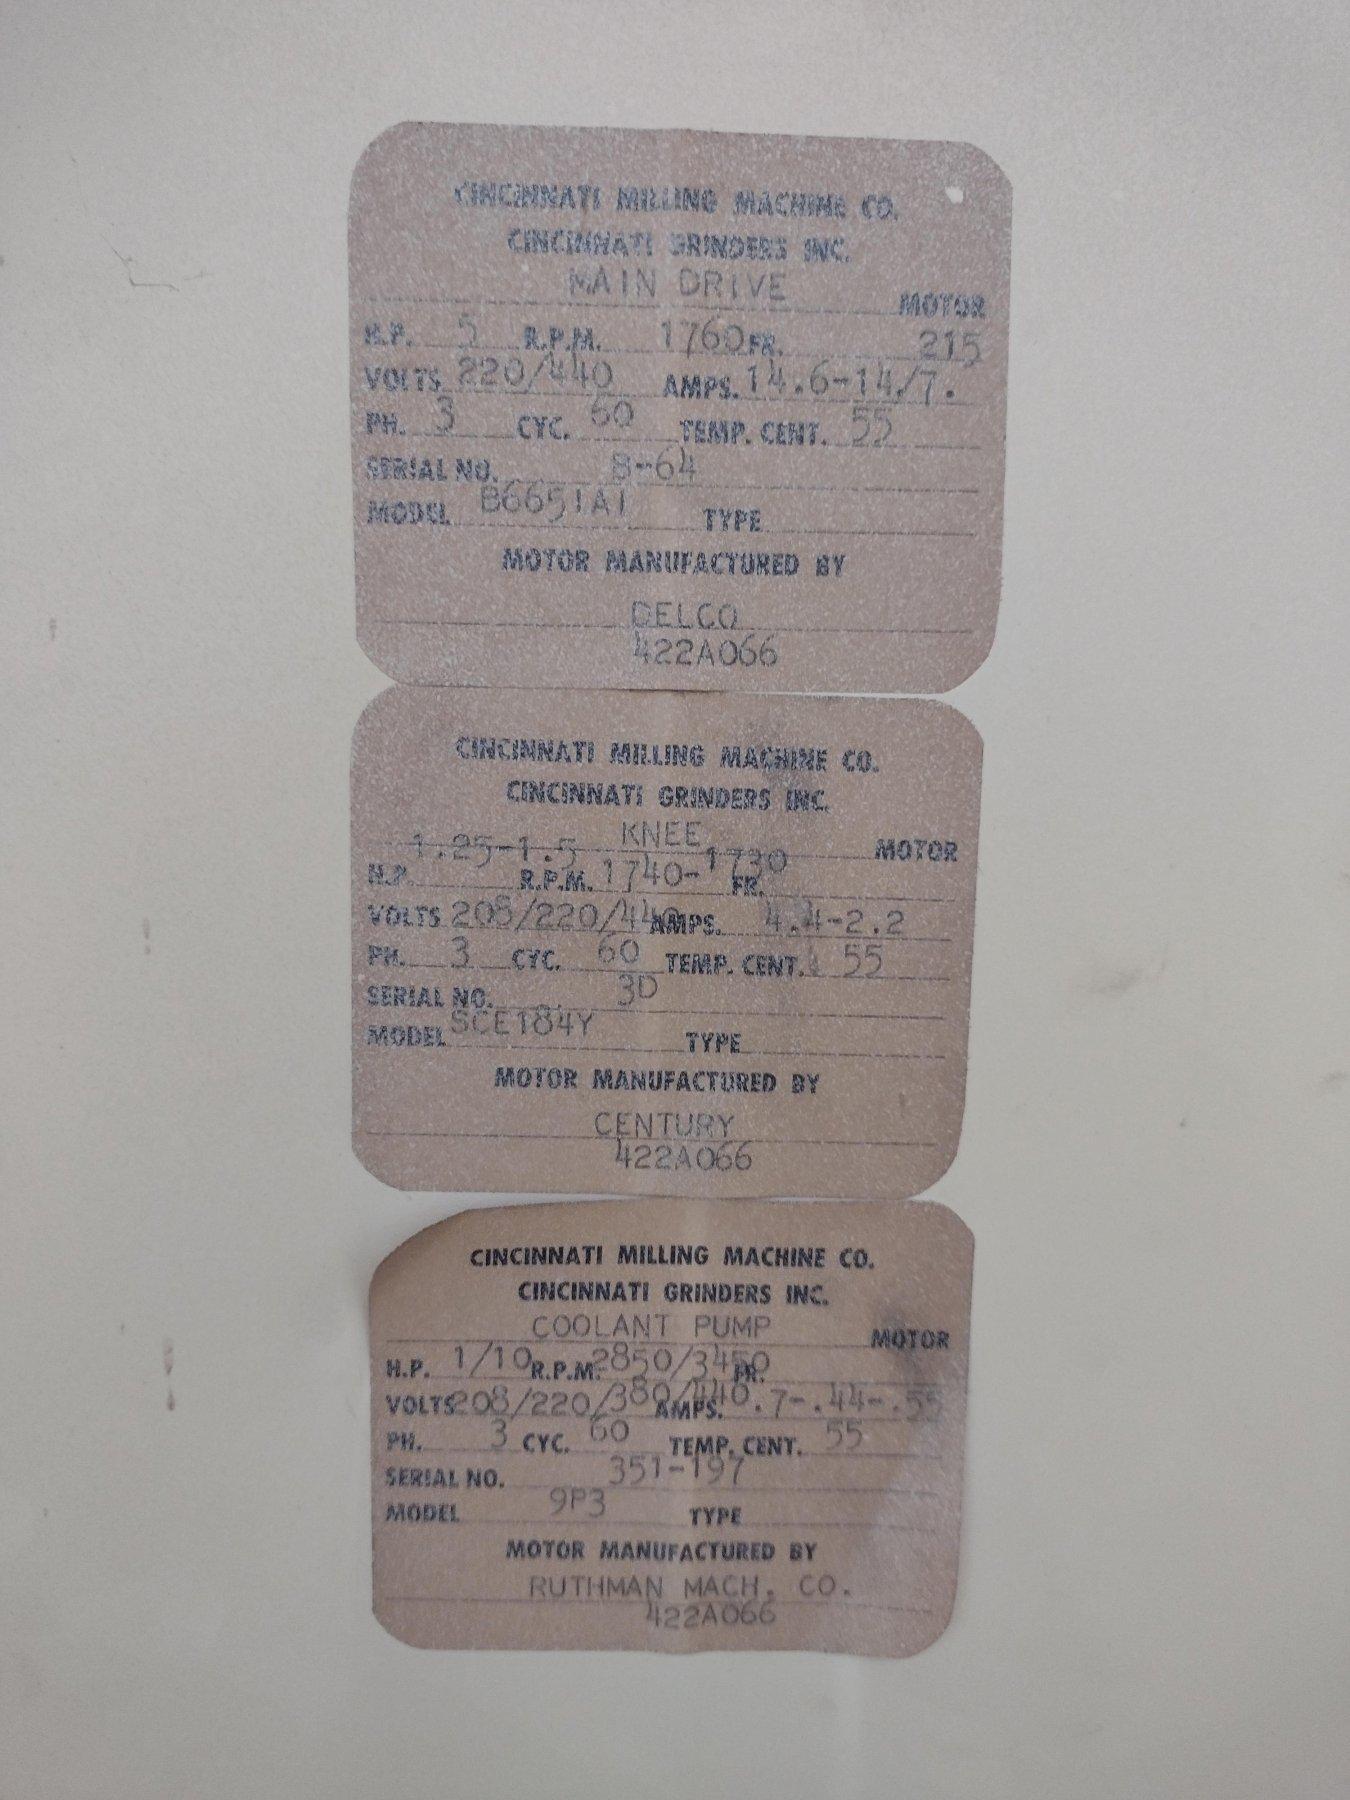 CINCINNATI MILLING MACHINE CO.
CINCINNATI GRINDERS INC.
MAIN DRIVE MOTOR
H.P. 5 R.P.M. 1760 FR. 215
VOLTS 220/440 AMPS. 14.6-14/7.
PH. 3 CYC. 60 TEMP. CENT. 55
SERIAL NO. 8-64
MODEL B6651A1 TYPE
MOTOR MANUFACTURED BY
DELCO
422A066
CINCINNATI MILLING MACHINE CO.
CINCINNATI GRINDERS INC.
KNEE MOTOR
H.P. 1.25-1.5 R.P.M. 1740-1730 FR.
VOLTS 208/220/440 AMPS. 4.4-2.2
PH. 3 CYC. 60 TEMP. CENT. 55
SERIAL NO. 3D
MODEL SCE184Y TYPE
MOTOR MANUFACTURED BY
CENTURY
422A066
CINCINNATI MILLING MACHINE CO.
CINCINNATI GRINDERS INC.
COOLANT PUMP MOTOR
H.P. 1/10 R.P.M. 2850/3450 FR.
VOLTS 208/220/380/440 AMPS. .7-.44-.55
PH. 3 CYC. 60 TEMP. CENT. 55
SERIAL NO. 351-197
MODEL 9P3 TYPE
MOTOR MANUFACTURED BY
RUTHMAN MACH. CO.
422A066